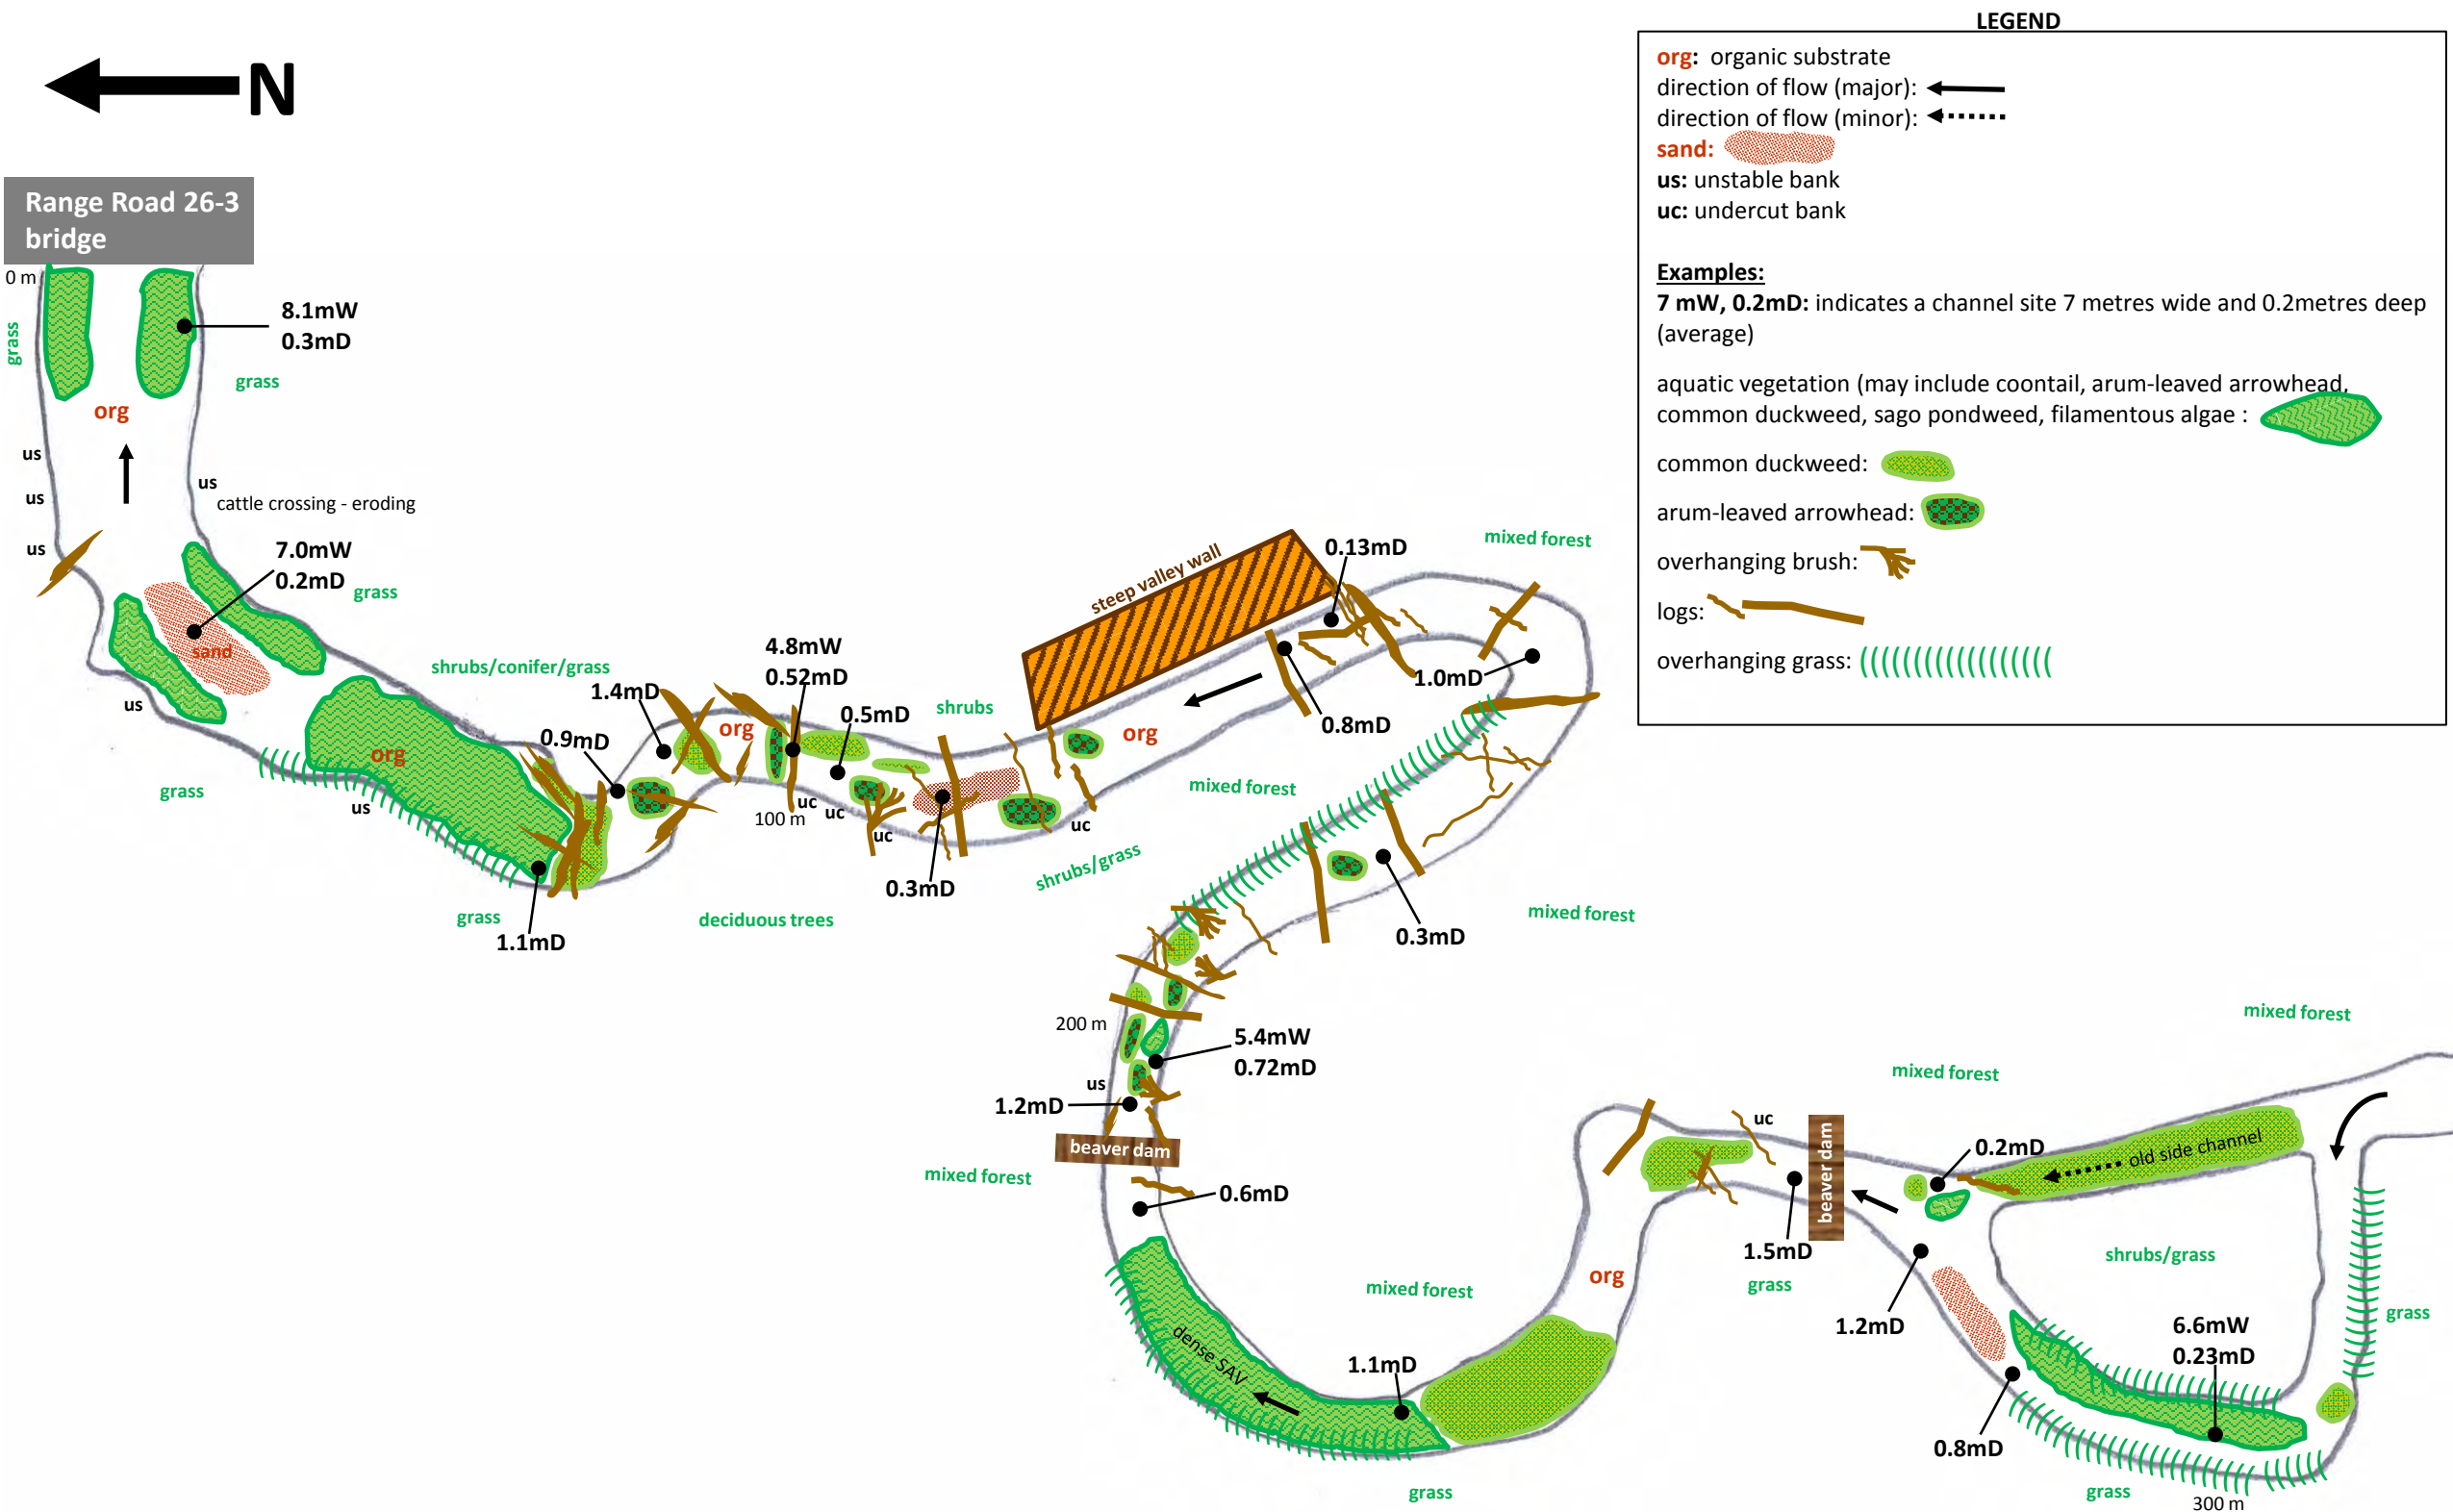 N
Range Road 26-3
bridge
0 m
grass
8.1mW
0.3mD
grass
org
us
us
us
us
cattle crossing - eroding
7.0mW
0.2mD
grass
sand
us
shrubs/conifer/grass
org
grass
us
grass
1.1mD
0.9mD
1.4mD
org
deciduous trees
4.8mW
0.52mD
0.5mD
100 m
uc
uc
uc
shrubs
0.3mD
uc
shrubs/grass
org
steep valley wall
0.13mD
0.8mD
mixed forest
mixed forest
1.0mD
0.3mD
mixed forest
200 m
5.4mW
0.72mD
us
1.2mD
beaver dam
mixed forest
0.6mD
dense SAV
1.1mD
mixed forest
grass
org
uc
1.5mD
beaver dam
grass
mixed forest
mixed forest
0.2mD
old side channel
1.2mD
shrubs/grass
6.6mW
0.23mD
grass
0.8mD
grass
300 m
LEGEND
org: organic substrate
direction of flow (major):
direction of flow (minor):
sand:
us: unstable bank
uc: undercut bank
Examples:
7 mW, 0.2mD: indicates a channel site 7 metres wide and 0.2metres deep
(average)
aquatic vegetation (may include coontail, arum-leaved arrowhead,
common duckweed, sago pondweed, filamentous algae :
common duckweed:
arum-leaved arrowhead:
overhanging brush:
logs:
overhanging grass: